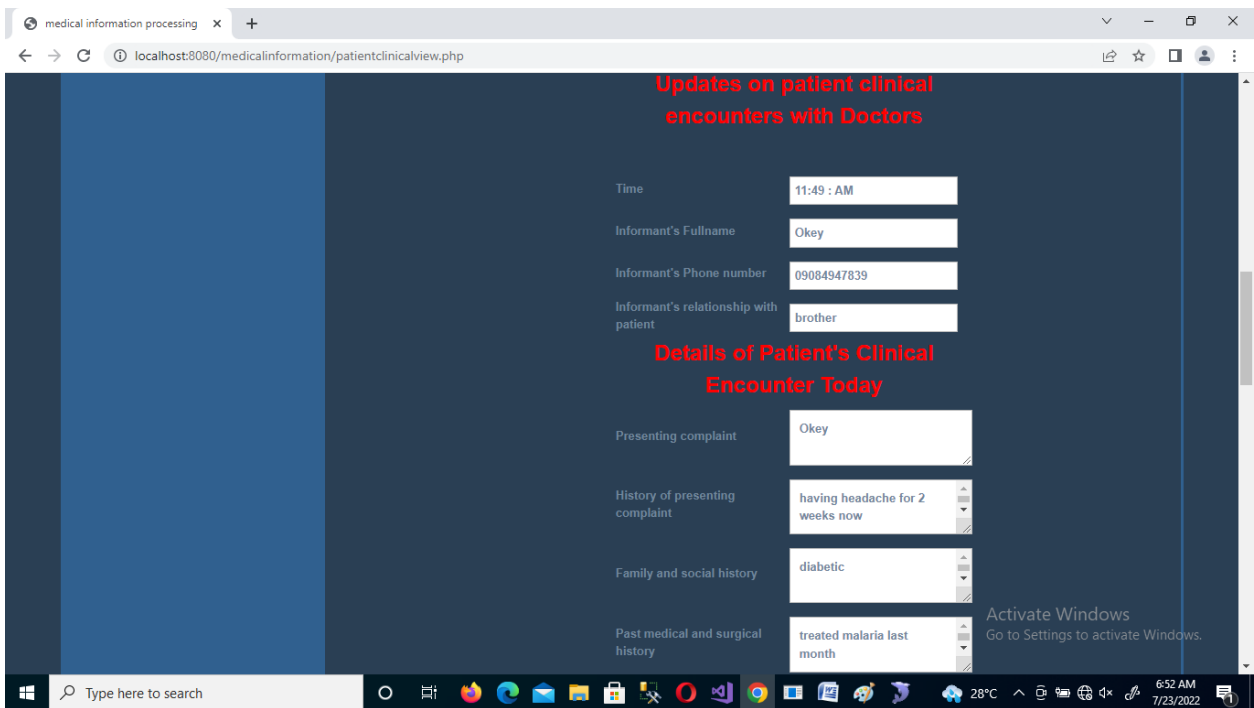 medical information processing
localhost:8080/medicalinformation/patientclinicalview.php
Updates on patient clinical
encounters with Doctors
Time
11:49 : AM
Informant's Fullname
Okey
Informant's Phone number
09084947839
Informant's relationship with
patient
brother
Details of Patient's Clinical
Encounter Today
Presenting complaint
Okey
History of presenting
complaint
having headache for 2
weeks now
Family and social history
diabetic
Past medical and surgical
history
treated malaria last
month
Activate Windows
Go to Settings to activate Windows.
Type here to search
28°C
6:52 AM
7/23/2022